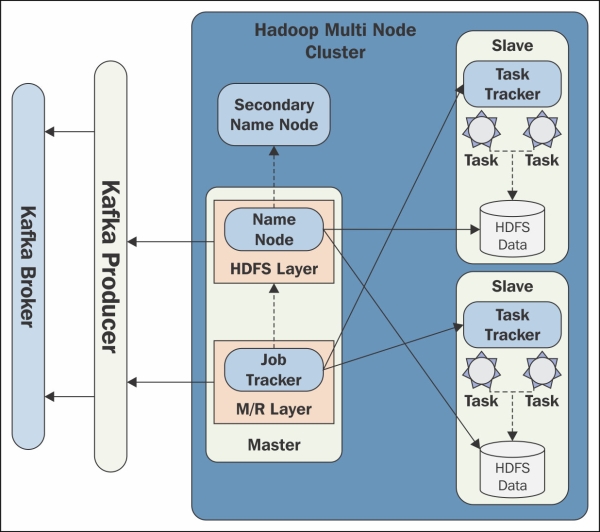 Hadoop Multi Node
Cluster
Kafka Broker
Kafka Producer
Secondary
Name Node
Name
Node
HDFS Layer
Job
Tracker
M/R Layer
Master
Slave
Task
Tracker
Task
Task
HDFS
Data
Slave
Task
Tracker
Task
Task
HDFS
Data